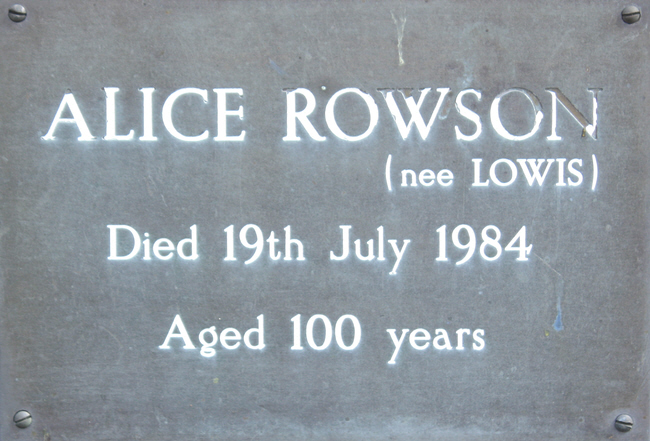 ALICE ROWSON
(nee LOWIS)
Died 19th July 1984
Aged 100 years